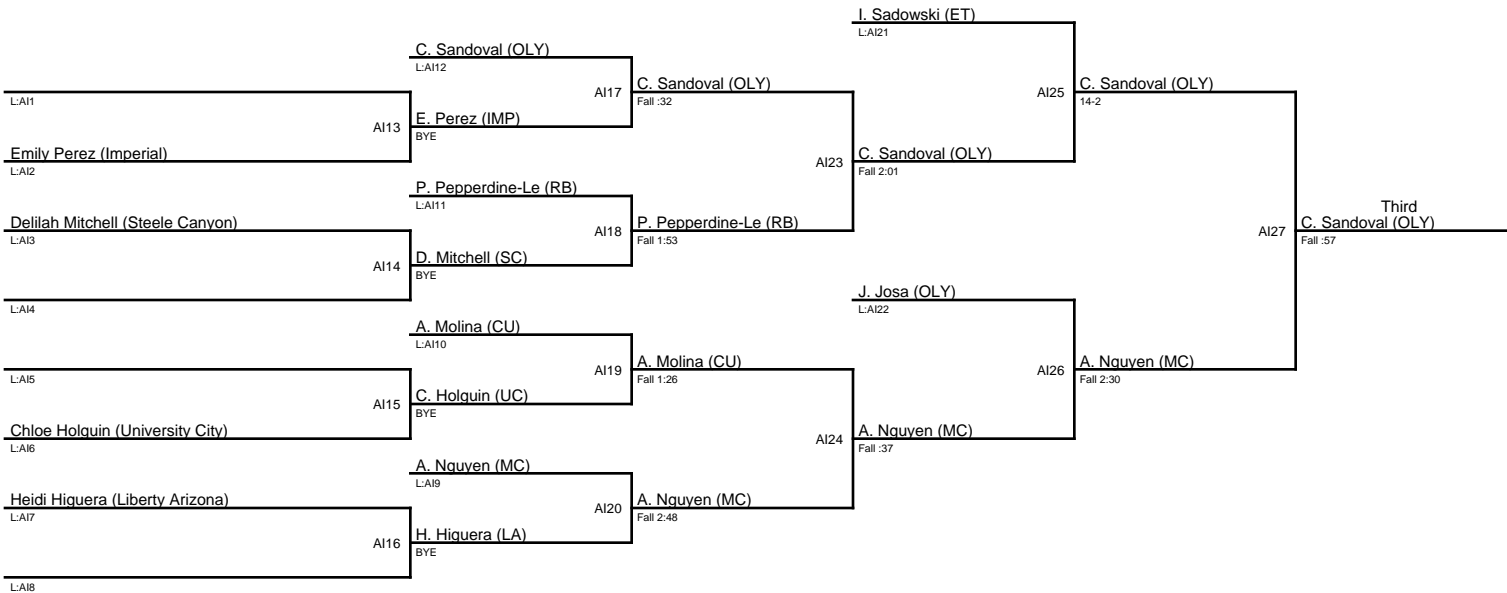 I. Sadowski (ET)
L:AI21
C. Sandoval (OLY)
L:AI12
AI17
C. Sandoval (OLY)
Fall :32
AI25
C. Sandoval (OLY)
14-2
L:AI1
AI13
E. Perez (IMP)
BYE
Emily Perez (Imperial)
L:AI2
AI23
C. Sandoval (OLY)
Fall 2:01
P. Pepperdine-Le (RB)
L:AI11
Delilah Mitchell (Steele Canyon)
L:AI3
AI18
P. Pepperdine-Le (RB)
Fall 1:53
AI27
Third
C. Sandoval (OLY)
Fall :57
AI14
D. Mitchell (SC)
BYE
L:AI4
J. Josa (OLY)
L:AI22
A. Molina (CU)
L:AI10
L:AI5
AI19
A. Molina (CU)
Fall 1:26
AI26
A. Nguyen (MC)
Fall 2:30
AI15
C. Holguin (UC)
BYE
Chloe Holguin (University City)
L:AI6
AI24
A. Nguyen (MC)
Fall :37
A. Nguyen (MC)
L:AI9
Heidi Higuera (Liberty Arizona)
L:AI7
AI20
A. Nguyen (MC)
Fall 2:48
AI16
H. Higuera (LA)
BYE
L:AI8